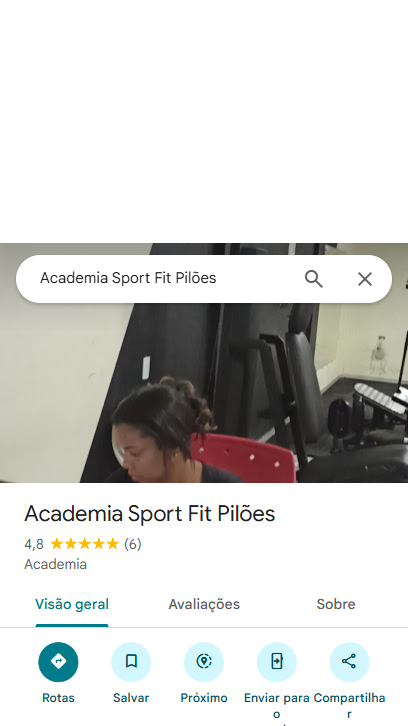 Academia Sport Fit Pilões
Academia Sport Fit Pilões
4,8 ★★★★★ (6)
Academia
Visão geral Avaliações Sobre
Rotas Salvar Próximo Enviar para Compartilha
o r